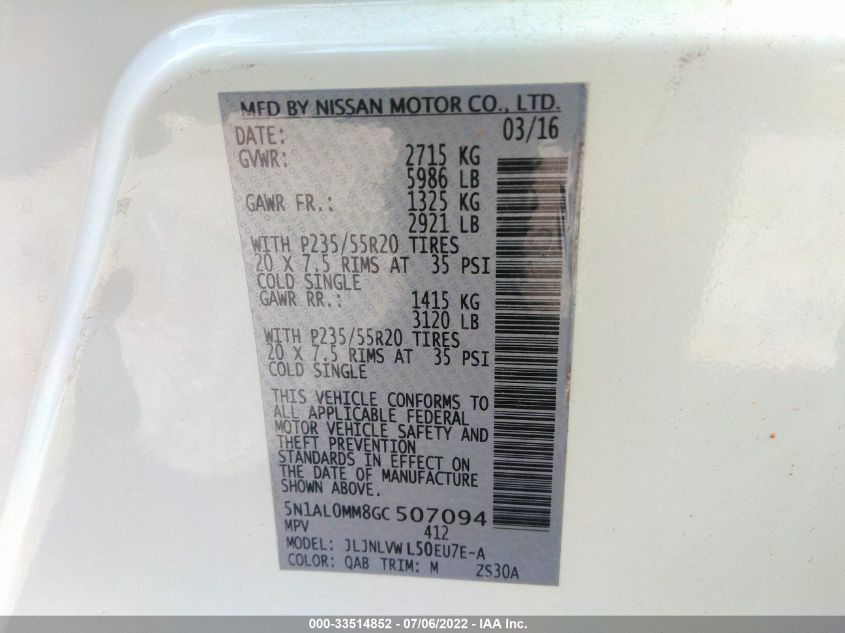 MFD BY NISSAN MOTOR CO., LTD.
DATE: 03/16
GVWR: 2715 KG
5986 LB
GAWR FR.: 1325 KG
2921 LB
WITH P235/55R20 TIRES
20 X 7.5 RIMS AT 35 PSI
COLD SINGLE
GAWR RR.: 1415 KG
3120 LB
WITH P235/55R20 TIRES
20 X 7.5 RIMS AT 35 PSI
COLD SINGLE
THIS VEHICLE CONFORMS TO
ALL APPLICABLE FEDERAL
MOTOR VEHICLE SAFETY AND
THEFT PREVENTION
STANDARDS IN EFFECT ON
THE DATE OF MANUFACTURE
SHOWN ABOVE.
5N1AL0MM8GC 507094
MPV 412
MODEL: JLJNLVW L50EU7E-A
COLOR: QAB TRIM: M ZS30A
000-33514852 - 07/06/2022 - IAA Inc.